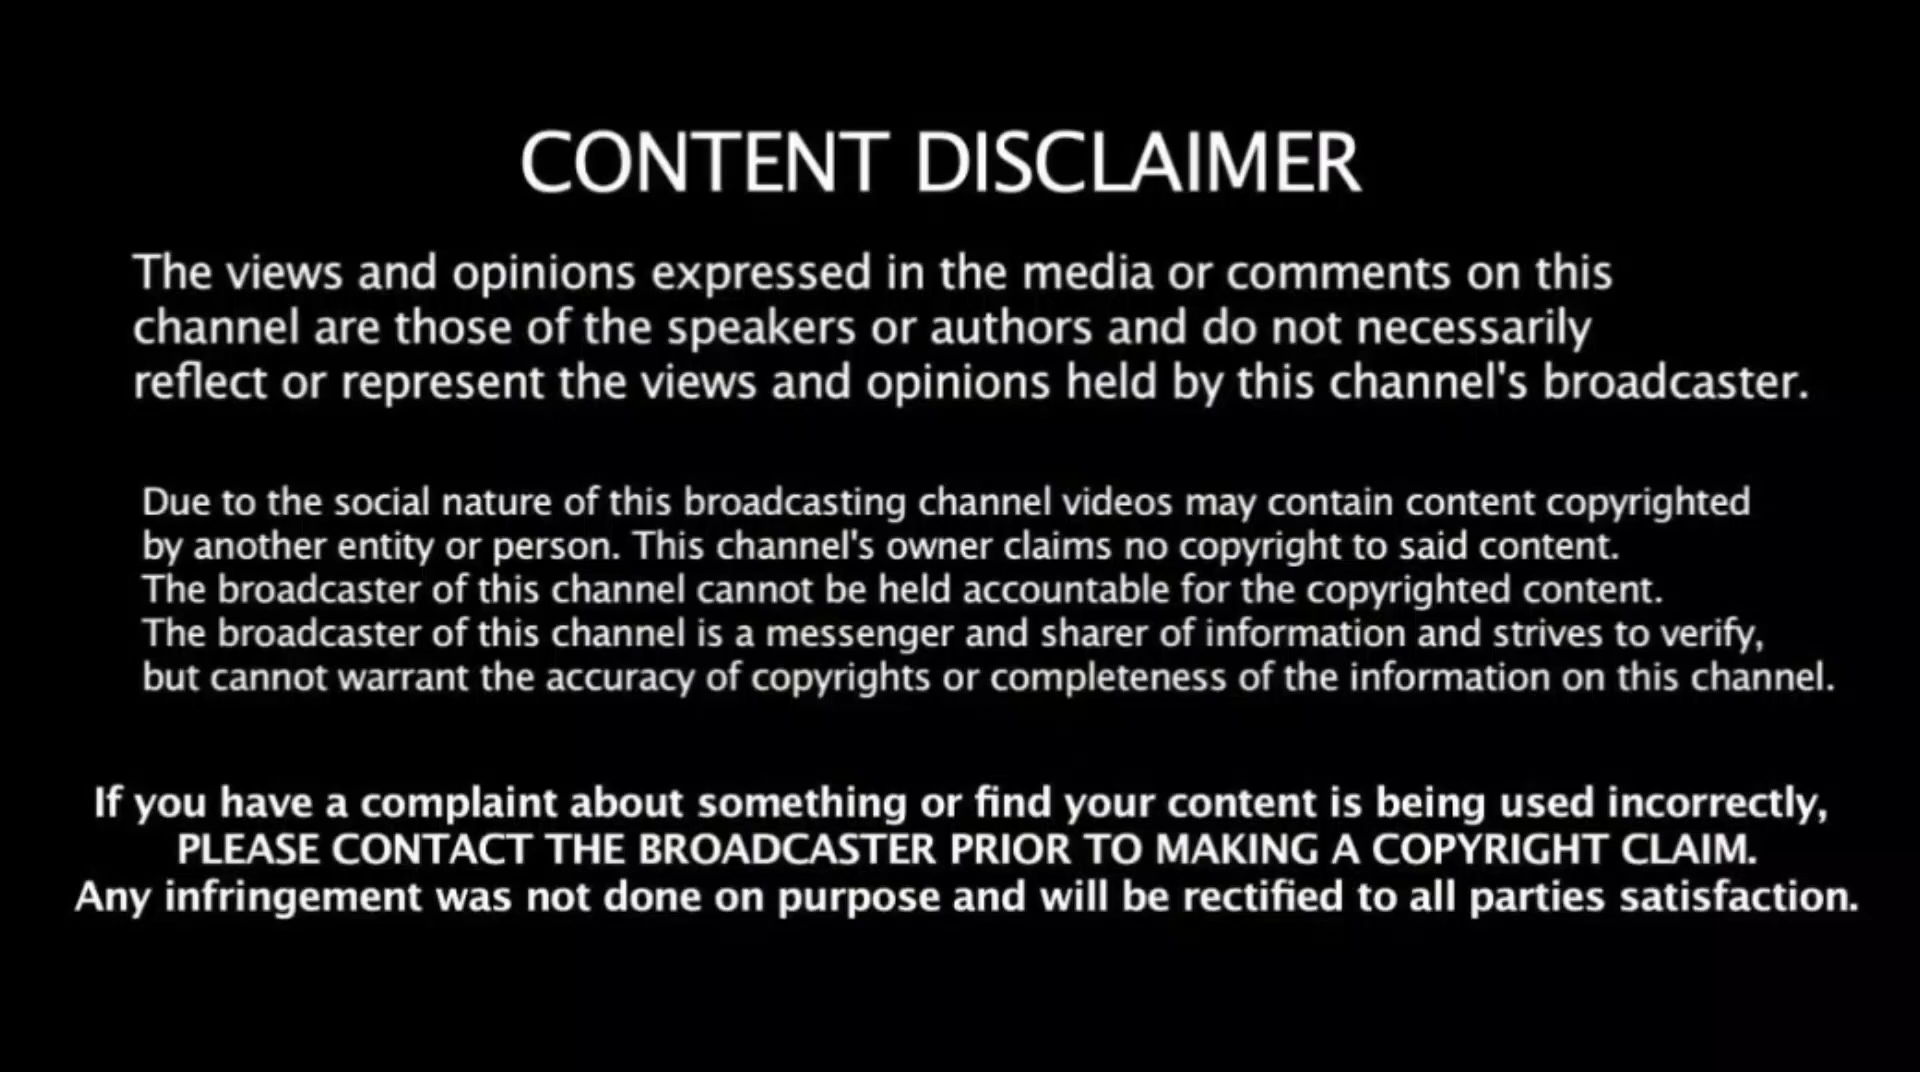 CONTENT DISCLAIMER
The views and opinions expressed in the media or comments on this
channel are those of the speakers or authors and do not necessarily
reflect or represent the views and opinions held by this channel's broadcaster.
Due to the social nature of this broadcasting channel videos may contain content copyrighted
by another entity or person. This channel's owner claims no copyright to said content.
The broadcaster of this channel cannot be held accountable for the copyrighted content.
The broadcaster of this channel is a messenger and sharer of information and strives to verify,
but cannot warrant the accuracy of copyrights or completeness of the information on this channel.
If you have a complaint about something or find your content is being used incorrectly,
PLEASE CONTACT THE BROADCASTER PRIOR TO MAKING A COPYRIGHT CLAIM.
Any infringement was not done on purpose and will be rectified to all parties satisfaction.